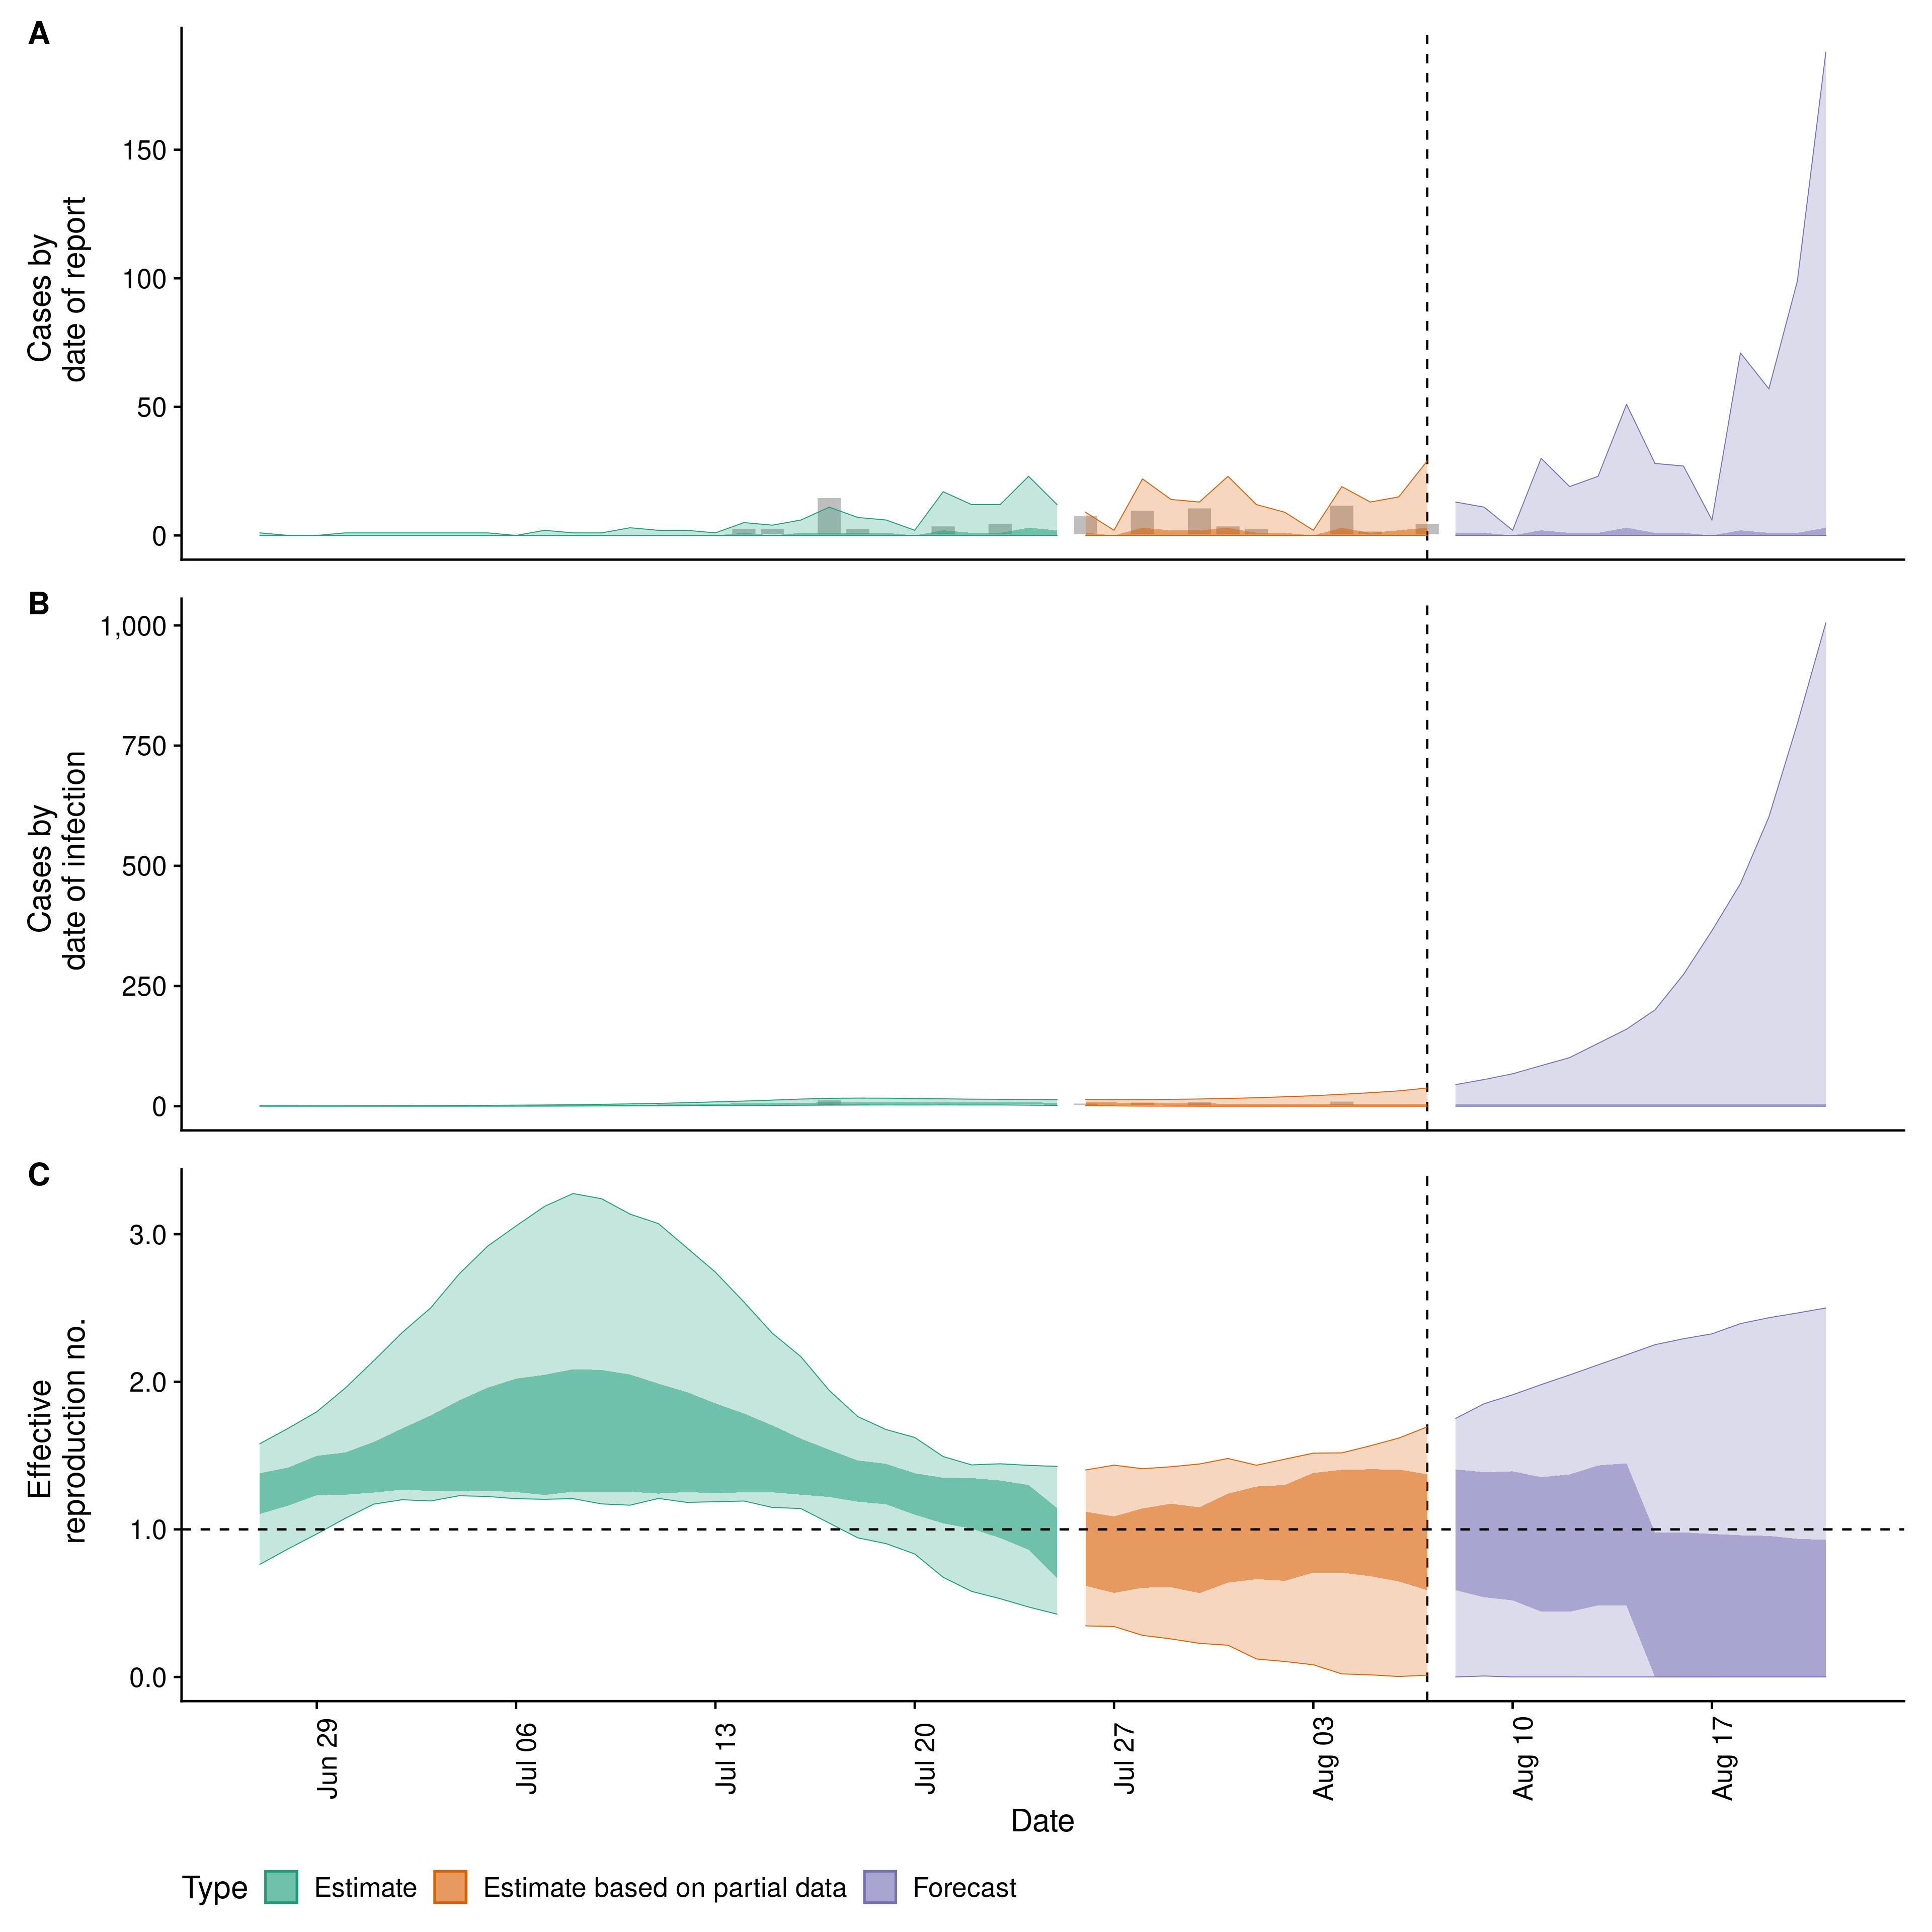 A
Cases by
date of report
150
100
50
0
B
Cases by
date of infection
1,000
750
500
250
0
C
Effective
reproduction no.
3.0
2.0
1.0
0.0
Jun 29
Jul 06
Jul 13
Jul 20
Jul 27
Aug 03
Aug 10
Aug 17
Date
Type Estimate Estimate based on partial data Forecast